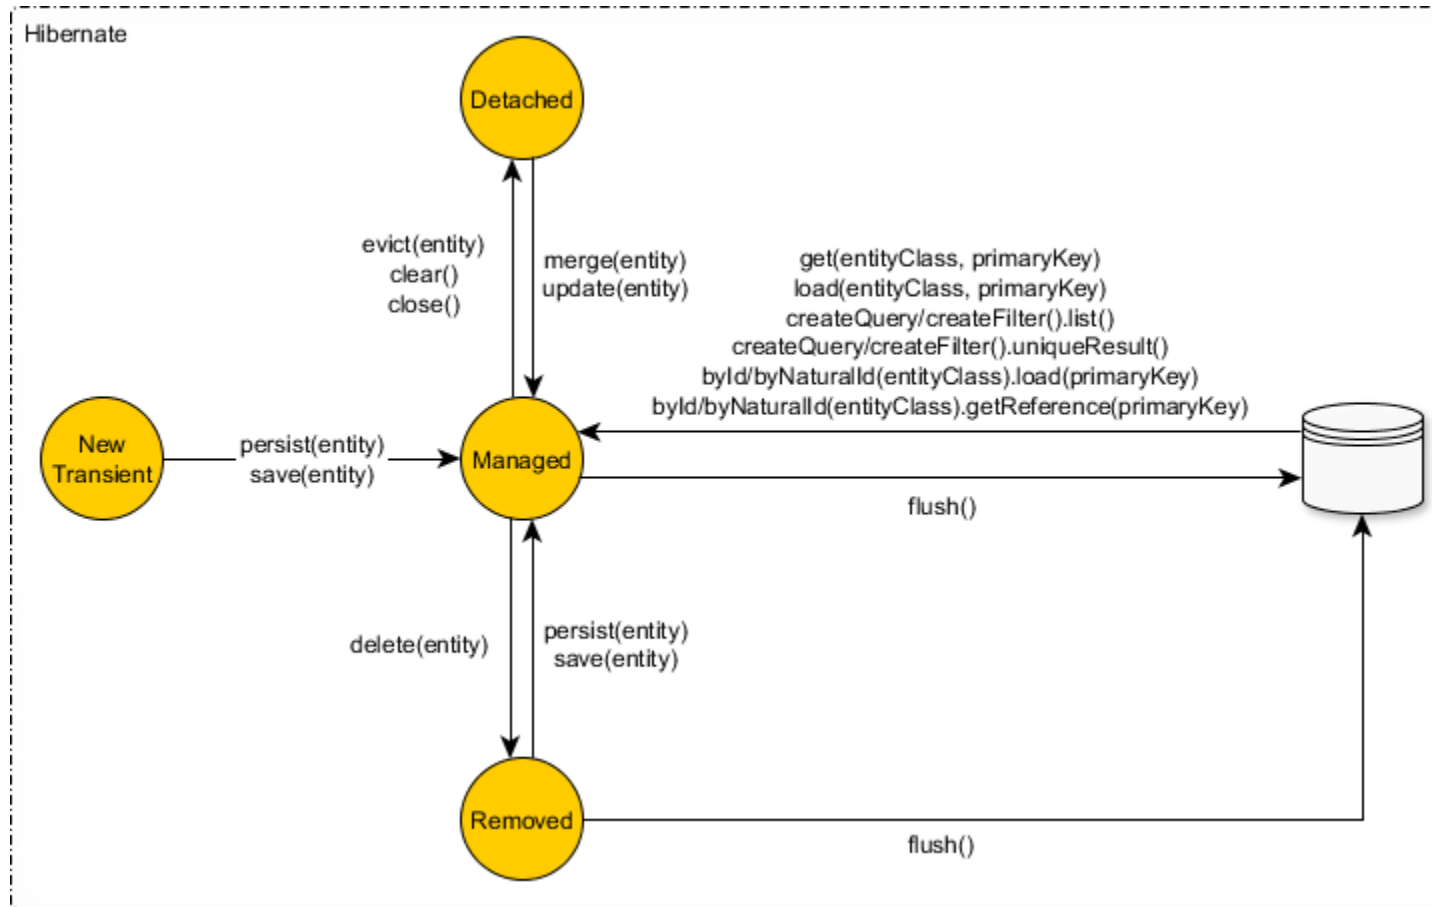 Hibernate
Detached
evict(entity)
clear()
close()
merge(entity)
update(entity)
get(entityClass, primaryKey)
load(entityClass, primaryKey)
createQuery/createFilter().list()
createQuery/createFilter().uniqueResult()
byId/byNaturalId(entityClass).load(primaryKey)
byId/byNaturalId(entityClass).getReference(primaryKey)
New
Transient
persist(entity)
save(entity)
Managed
flush()
delete(entity)
persist(entity)
save(entity)
Removed
flush()